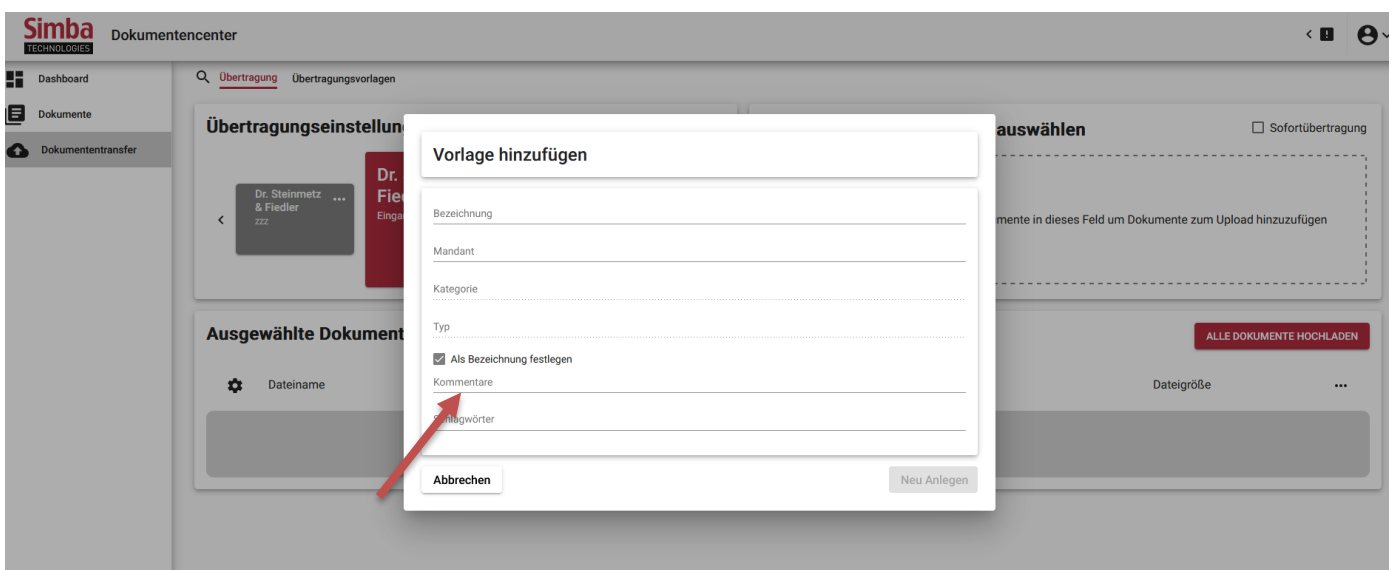 Simba
TECHNOLOGIES
Dokumentencenter
Dashboard
Dokumente
Dokumententransfer
Übertragung Übertragungsvorlagen
Übertragungseinstellun
Dr. Steinmetz ...
& Fiedler
zzz
Dr.
Fie
Einga
auswählen
Sofortübertragung
mente in dieses Feld um Dokumente zum Upload hinzuzufügen
Vorlage hinzufügen
Bezeichnung
Mandant
Kategorie
Typ
Als Bezeichnung festlegen
Kommentare
Schlagwörter
Abbrechen
Neu Anlegen
Ausgewählte Dokument
ALLE DOKUMENTE HOCHLADEN
Dateiname
Dateigröße
...